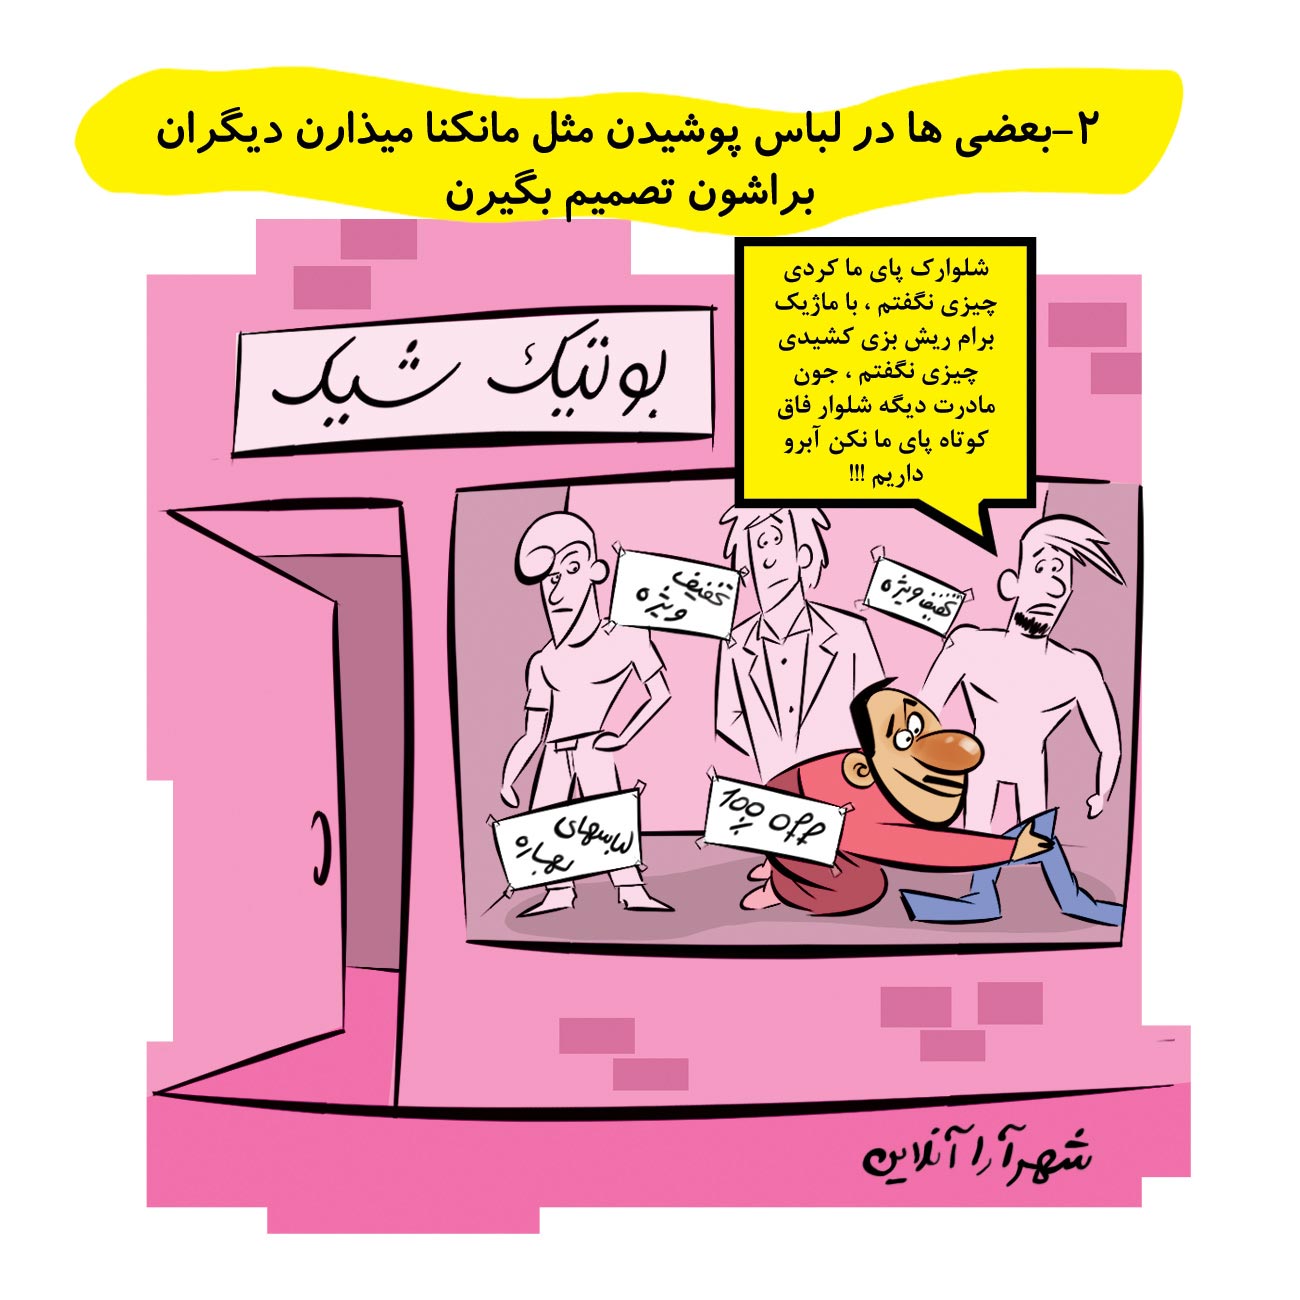 ۲-بعضی ها در لباس پوشیدن مثل مانکنا میذارن دیگران
براشون تصمیم بگیرن
شلوارک پای ما کردی
چیزی نگفتم ، با ماژیک
برام ریش بزی کشیدی
چیزی نگفتم ، جون
مادرت دیگه شلوار فاق
کوتاه پای ما نکن آبرو
داریم !!!
بوتیک شیک
تخفیف
ویژه
تخفیف ویژه
100% OFF
لباسهای
بهاره
شهرآرا آنلاین